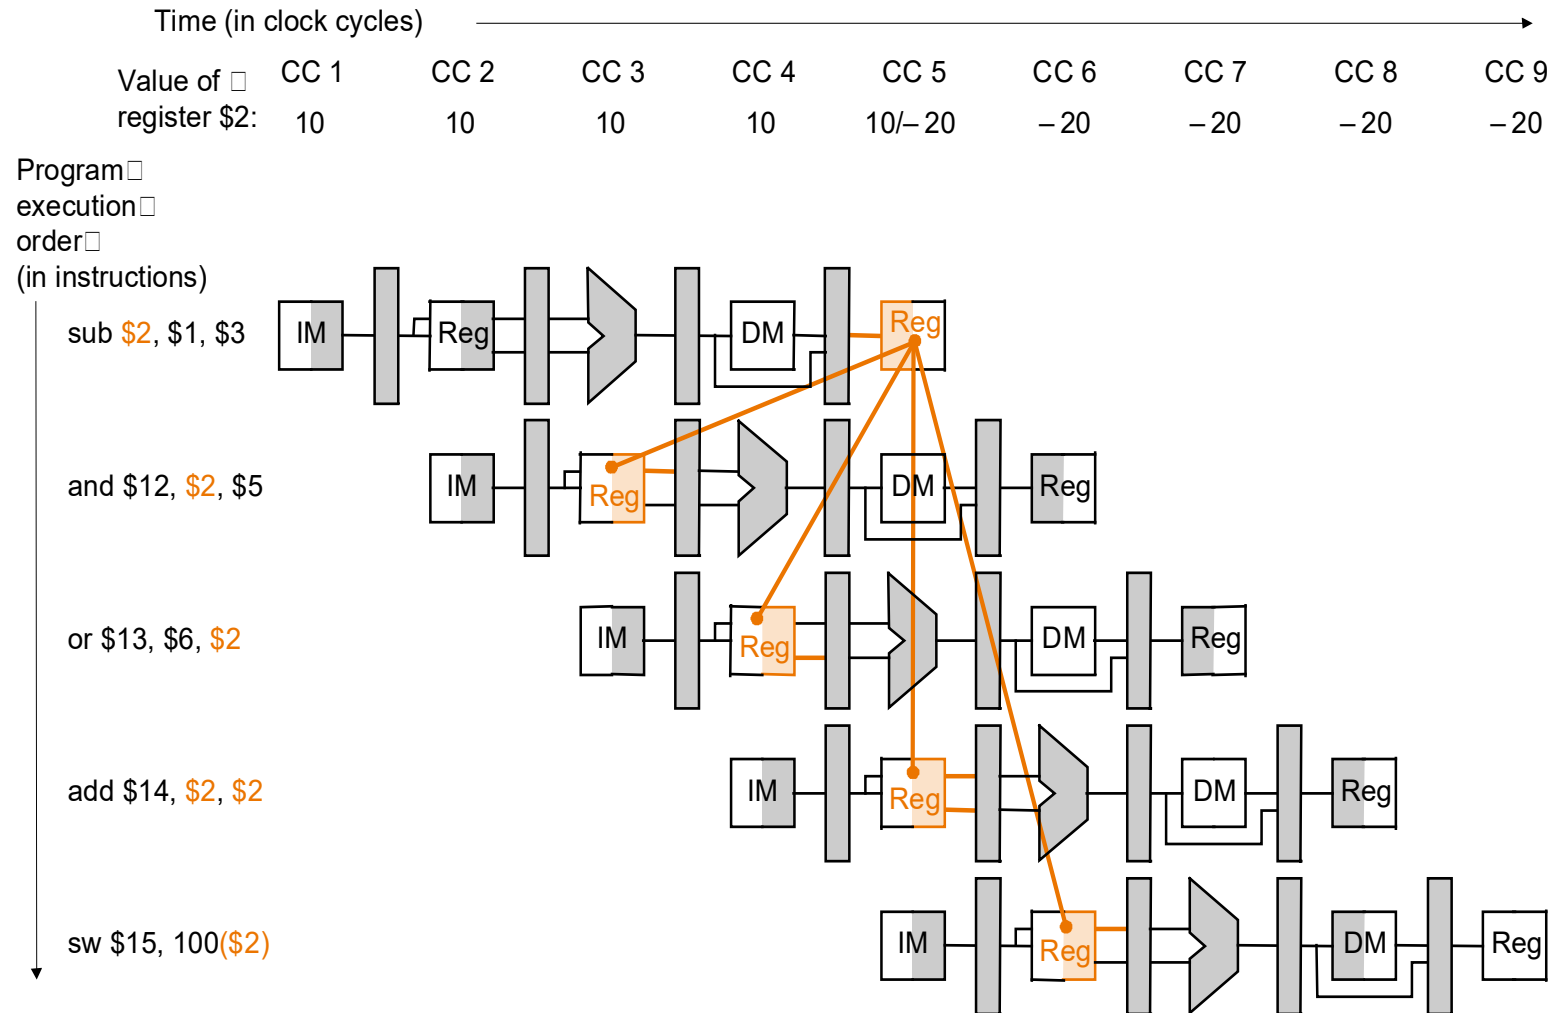 Time (in clock cycles)
Value of □ CC 1 CC 2 CC 3 CC 4 CC 5 CC 6 CC 7 CC 8 CC 9
register $2: 10 10 10 10 10/– 20 – 20 – 20 – 20 – 20
Program□
execution□
order□
(in instructions)
sub $2, $1, $3 IM Reg DM Reg
and $12, $2, $5 IM Reg DM Reg
or $13, $6, $2 IM Reg DM Reg
add $14, $2, $2 IM Reg DM Reg
sw $15, 100($2) IM Reg DM Reg